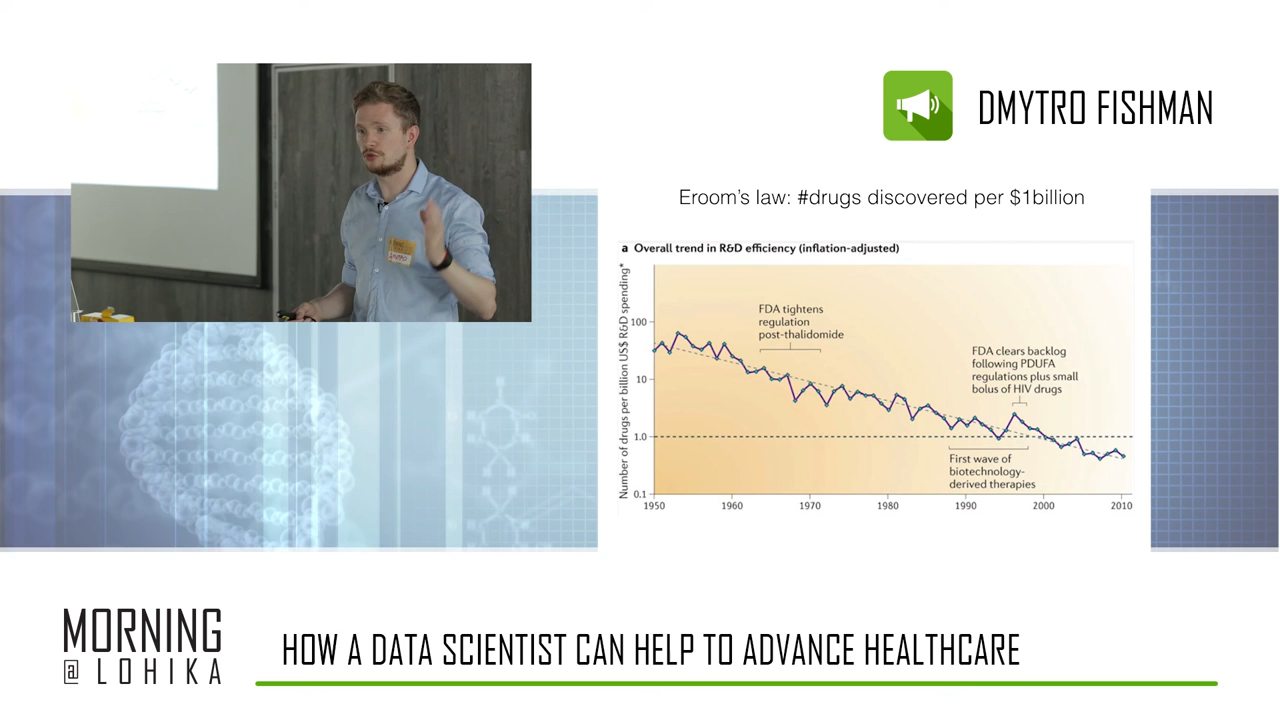 DMYTRO FISHMAN
Eroom's law: #drugs discovered per $1billion
a Overall trend in R&D efficiency (inflation-adjusted)
Number of drugs per billion US$ R&D spending*
100
10
1.0
0.1
FDA tightens
regulation
post-thalidomide
FDA clears backlog
following PDUFA
regulations plus small
bolus of HIV drugs
First wave of
biotechnology-
derived therapies
1950 1960 1970 1980 1990 2000 2010
MORNING
@ LOHIKA
HOW A DATA SCIENTIST CAN HELP TO ADVANCE HEALTHCARE